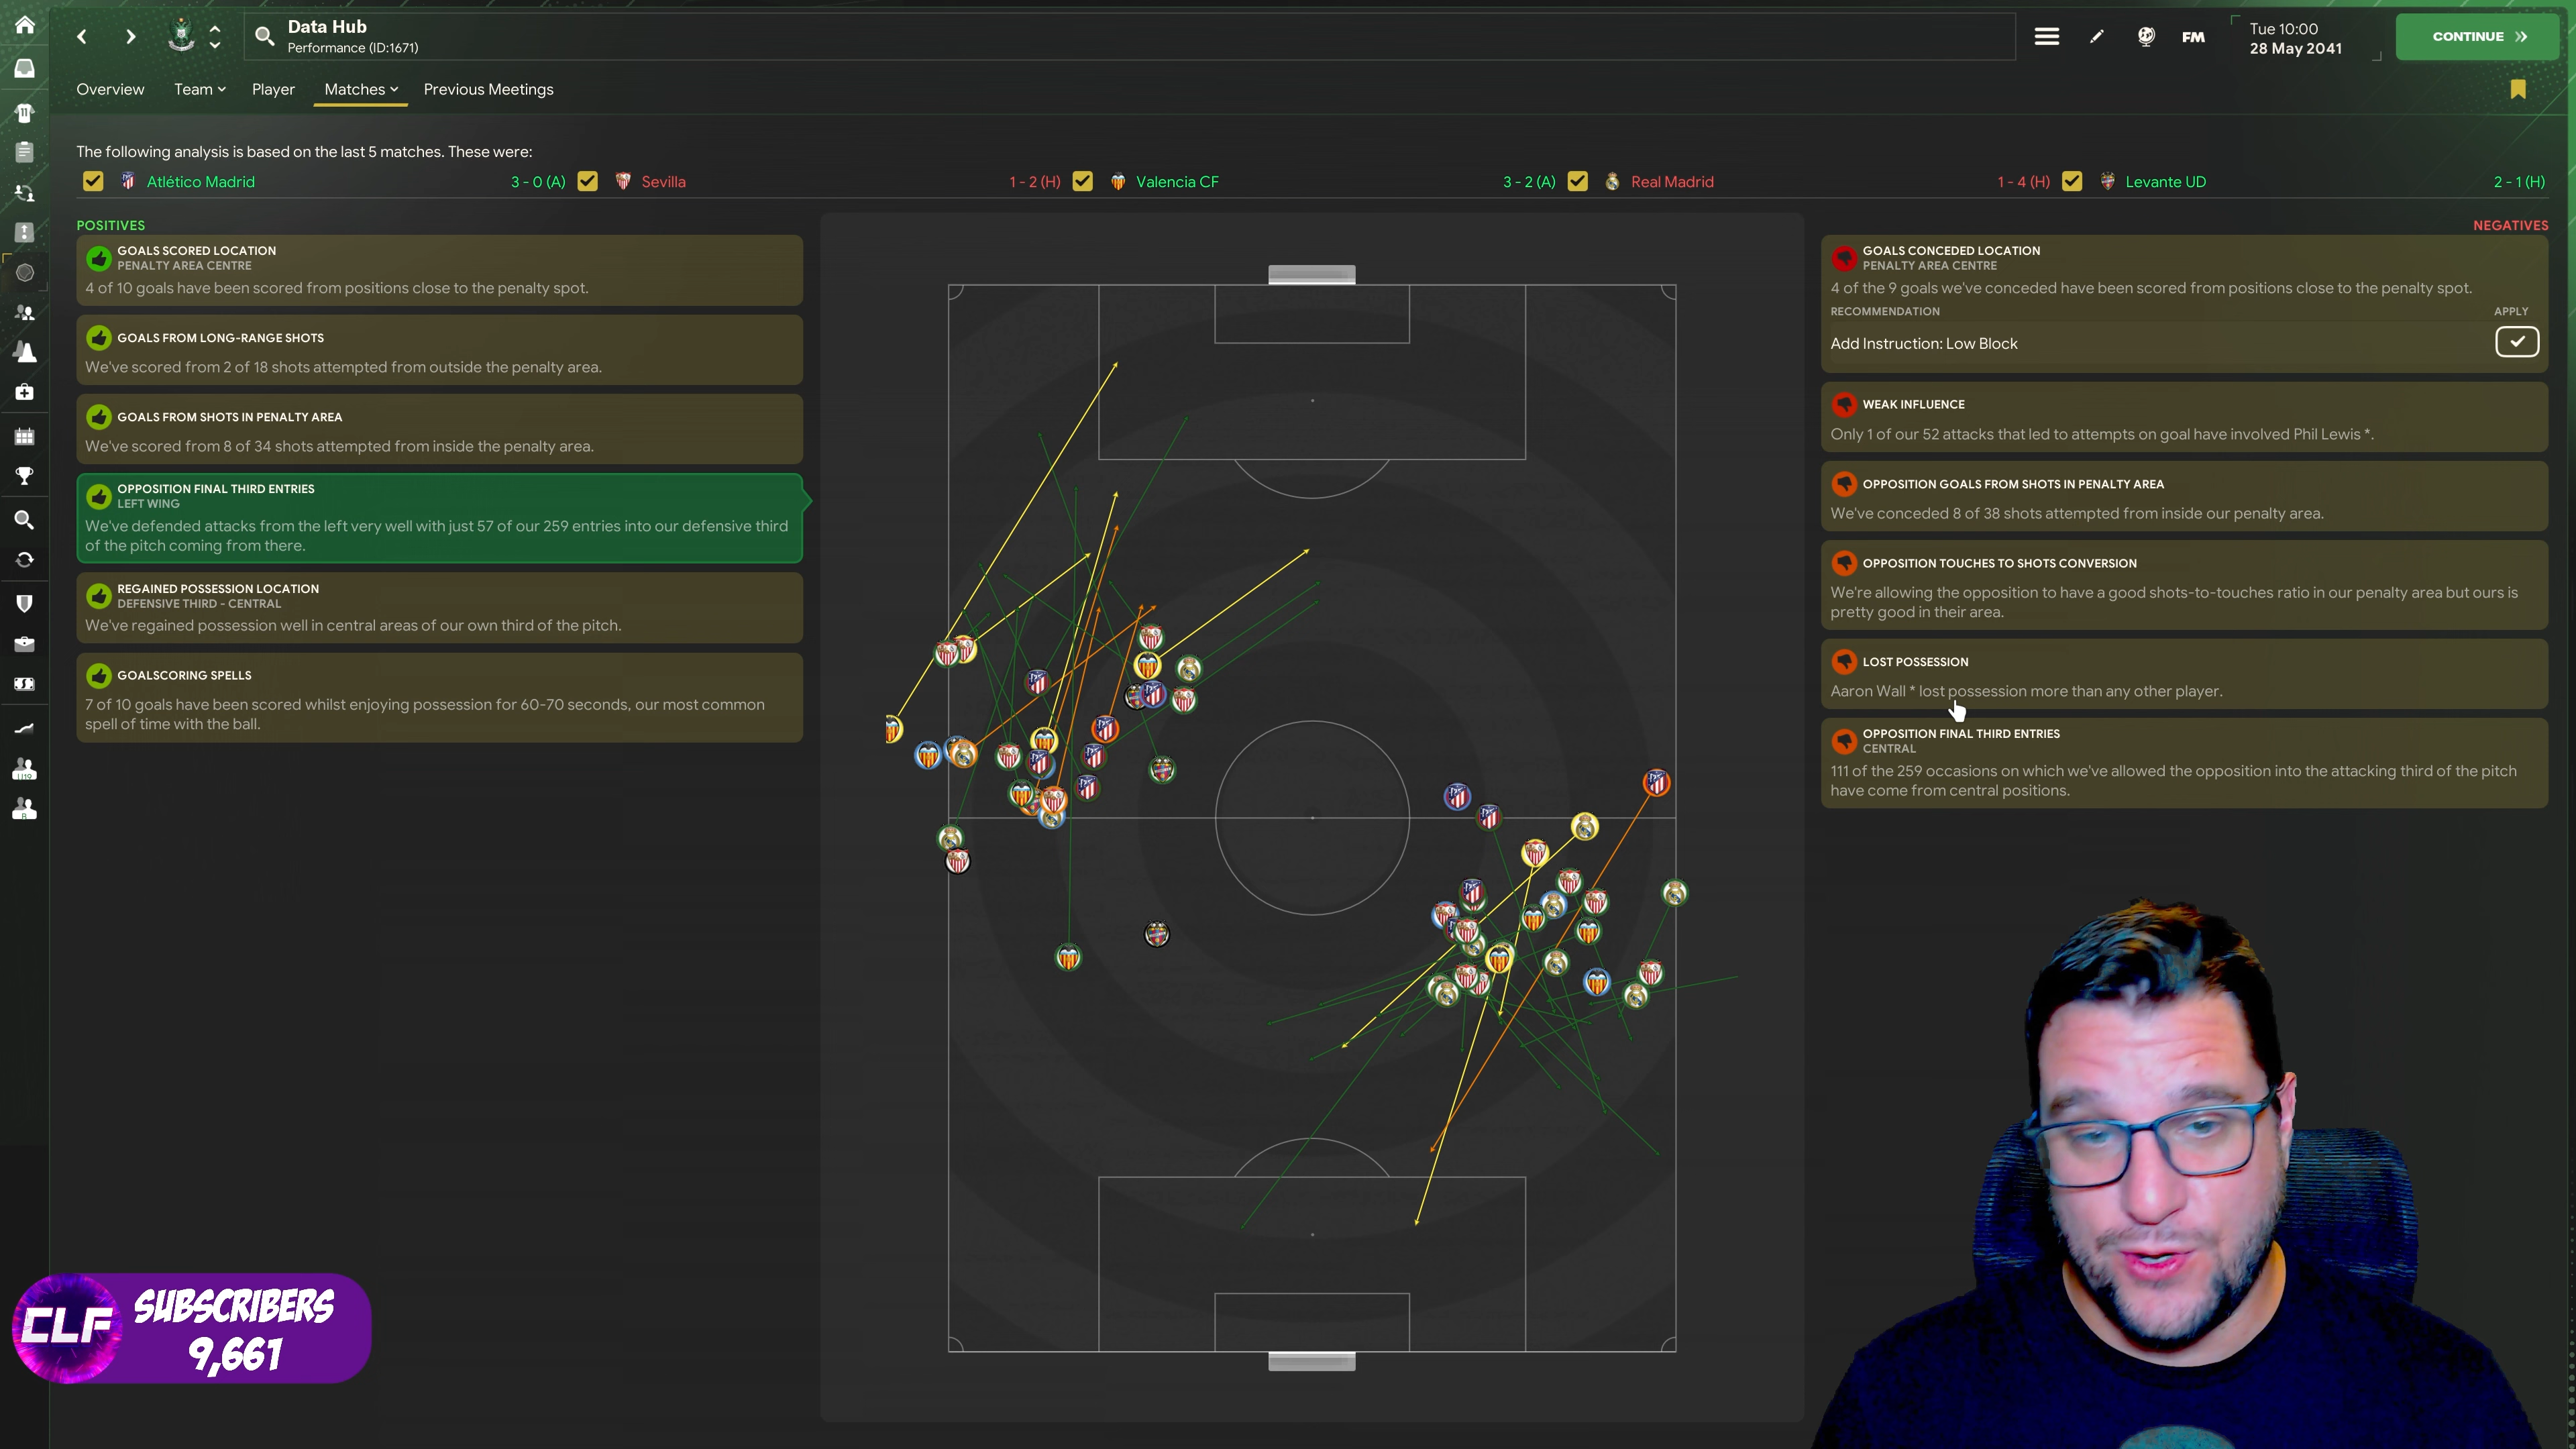 Data Hub
Performance (ID:1671)
FM
Tue 10:00
28 May 2041
CONTINUE
Overview
Team
Player
Matches
Previous Meetings
The following analysis is based on the last 5 matches. These were:
Atlético Madrid 3 - 0 (A)
Sevilla 1 - 2 (H)
Valencia CF 3 - 2 (A)
Real Madrid 1 - 4 (H)
Levante UD 2 - 1 (H)
POSITIVES
GOALS SCORED LOCATION
PENALTY AREA CENTRE
4 of 10 goals have been scored from positions close to the penalty spot.
GOALS FROM LONG-RANGE SHOTS
We've scored from 2 of 18 shots attempted from outside the penalty area.
GOALS FROM SHOTS IN PENALTY AREA
We've scored from 8 of 34 shots attempted from inside the penalty area.
OPPOSITION FINAL THIRD ENTRIES
LEFT WING
We've defended attacks from the left very well with just 57 of our 259 entries into our defensive third
of the pitch coming from there.
REGAINED POSSESSION LOCATION
DEFENSIVE THIRD - CENTRAL
We've regained possession well in central areas of our own third of the pitch.
GOALSCORING SPELLS
7 of 10 goals have been scored whilst enjoying possession for 60-70 seconds, our most common
spell of time with the ball.
NEGATIVES
GOALS CONCEDED LOCATION
PENALTY AREA CENTRE
4 of the 9 goals we've conceded have been scored from positions close to the penalty spot.
RECOMMENDATION
APPLY
Add Instruction: Low Block
WEAK INFLUENCE
Only 1 of our 52 attacks that led to attempts on goal have involved Phil Lewis *.
OPPOSITION GOALS FROM SHOTS IN PENALTY AREA
We've conceded 8 of 38 shots attempted from inside our penalty area.
OPPOSITION TOUCHES TO SHOTS CONVERSION
We're allowing the opposition to have a good shots-to-touches ratio in our penalty area but ours is
pretty good in their area.
LOST POSSESSION
Aaron Wall * lost possession more than any other player.
OPPOSITION FINAL THIRD ENTRIES
CENTRAL
111 of the 259 occasions on which we've allowed the opposition into the attacking third of the pitch
have come from central positions.
11
U19
B
CLF
SUBSCRIBERS
9,661